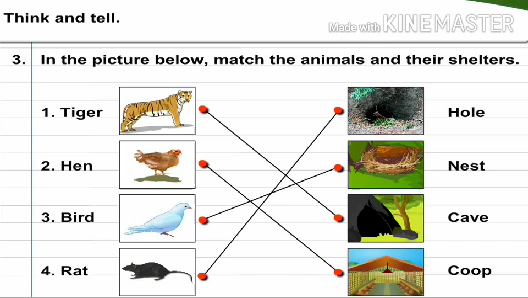 Think and tell.
Made with KINEMASTER
3. In the picture below, match the animals and their shelters.
1. Tiger
Hole
2. Hen
Nest
3. Bird
Cave
4. Rat
Coop